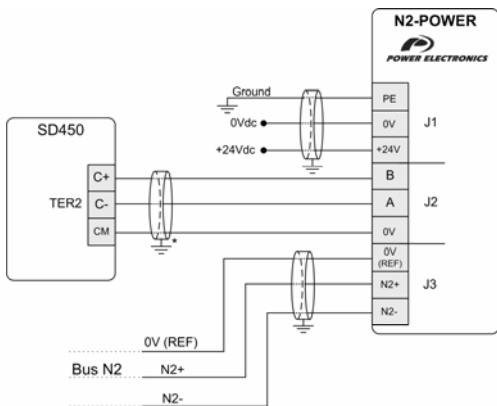 N2-POWER
POWER ELECTRONICS
Ground
PE
0Vdc
0V
J1
+24Vdc
+24V
SD450
C+
B
TER2
C-
A
J2
CM
*
0V
0V
(REF)
N2+
J3
N2-
0V (REF)
Bus N2
N2+
N2-